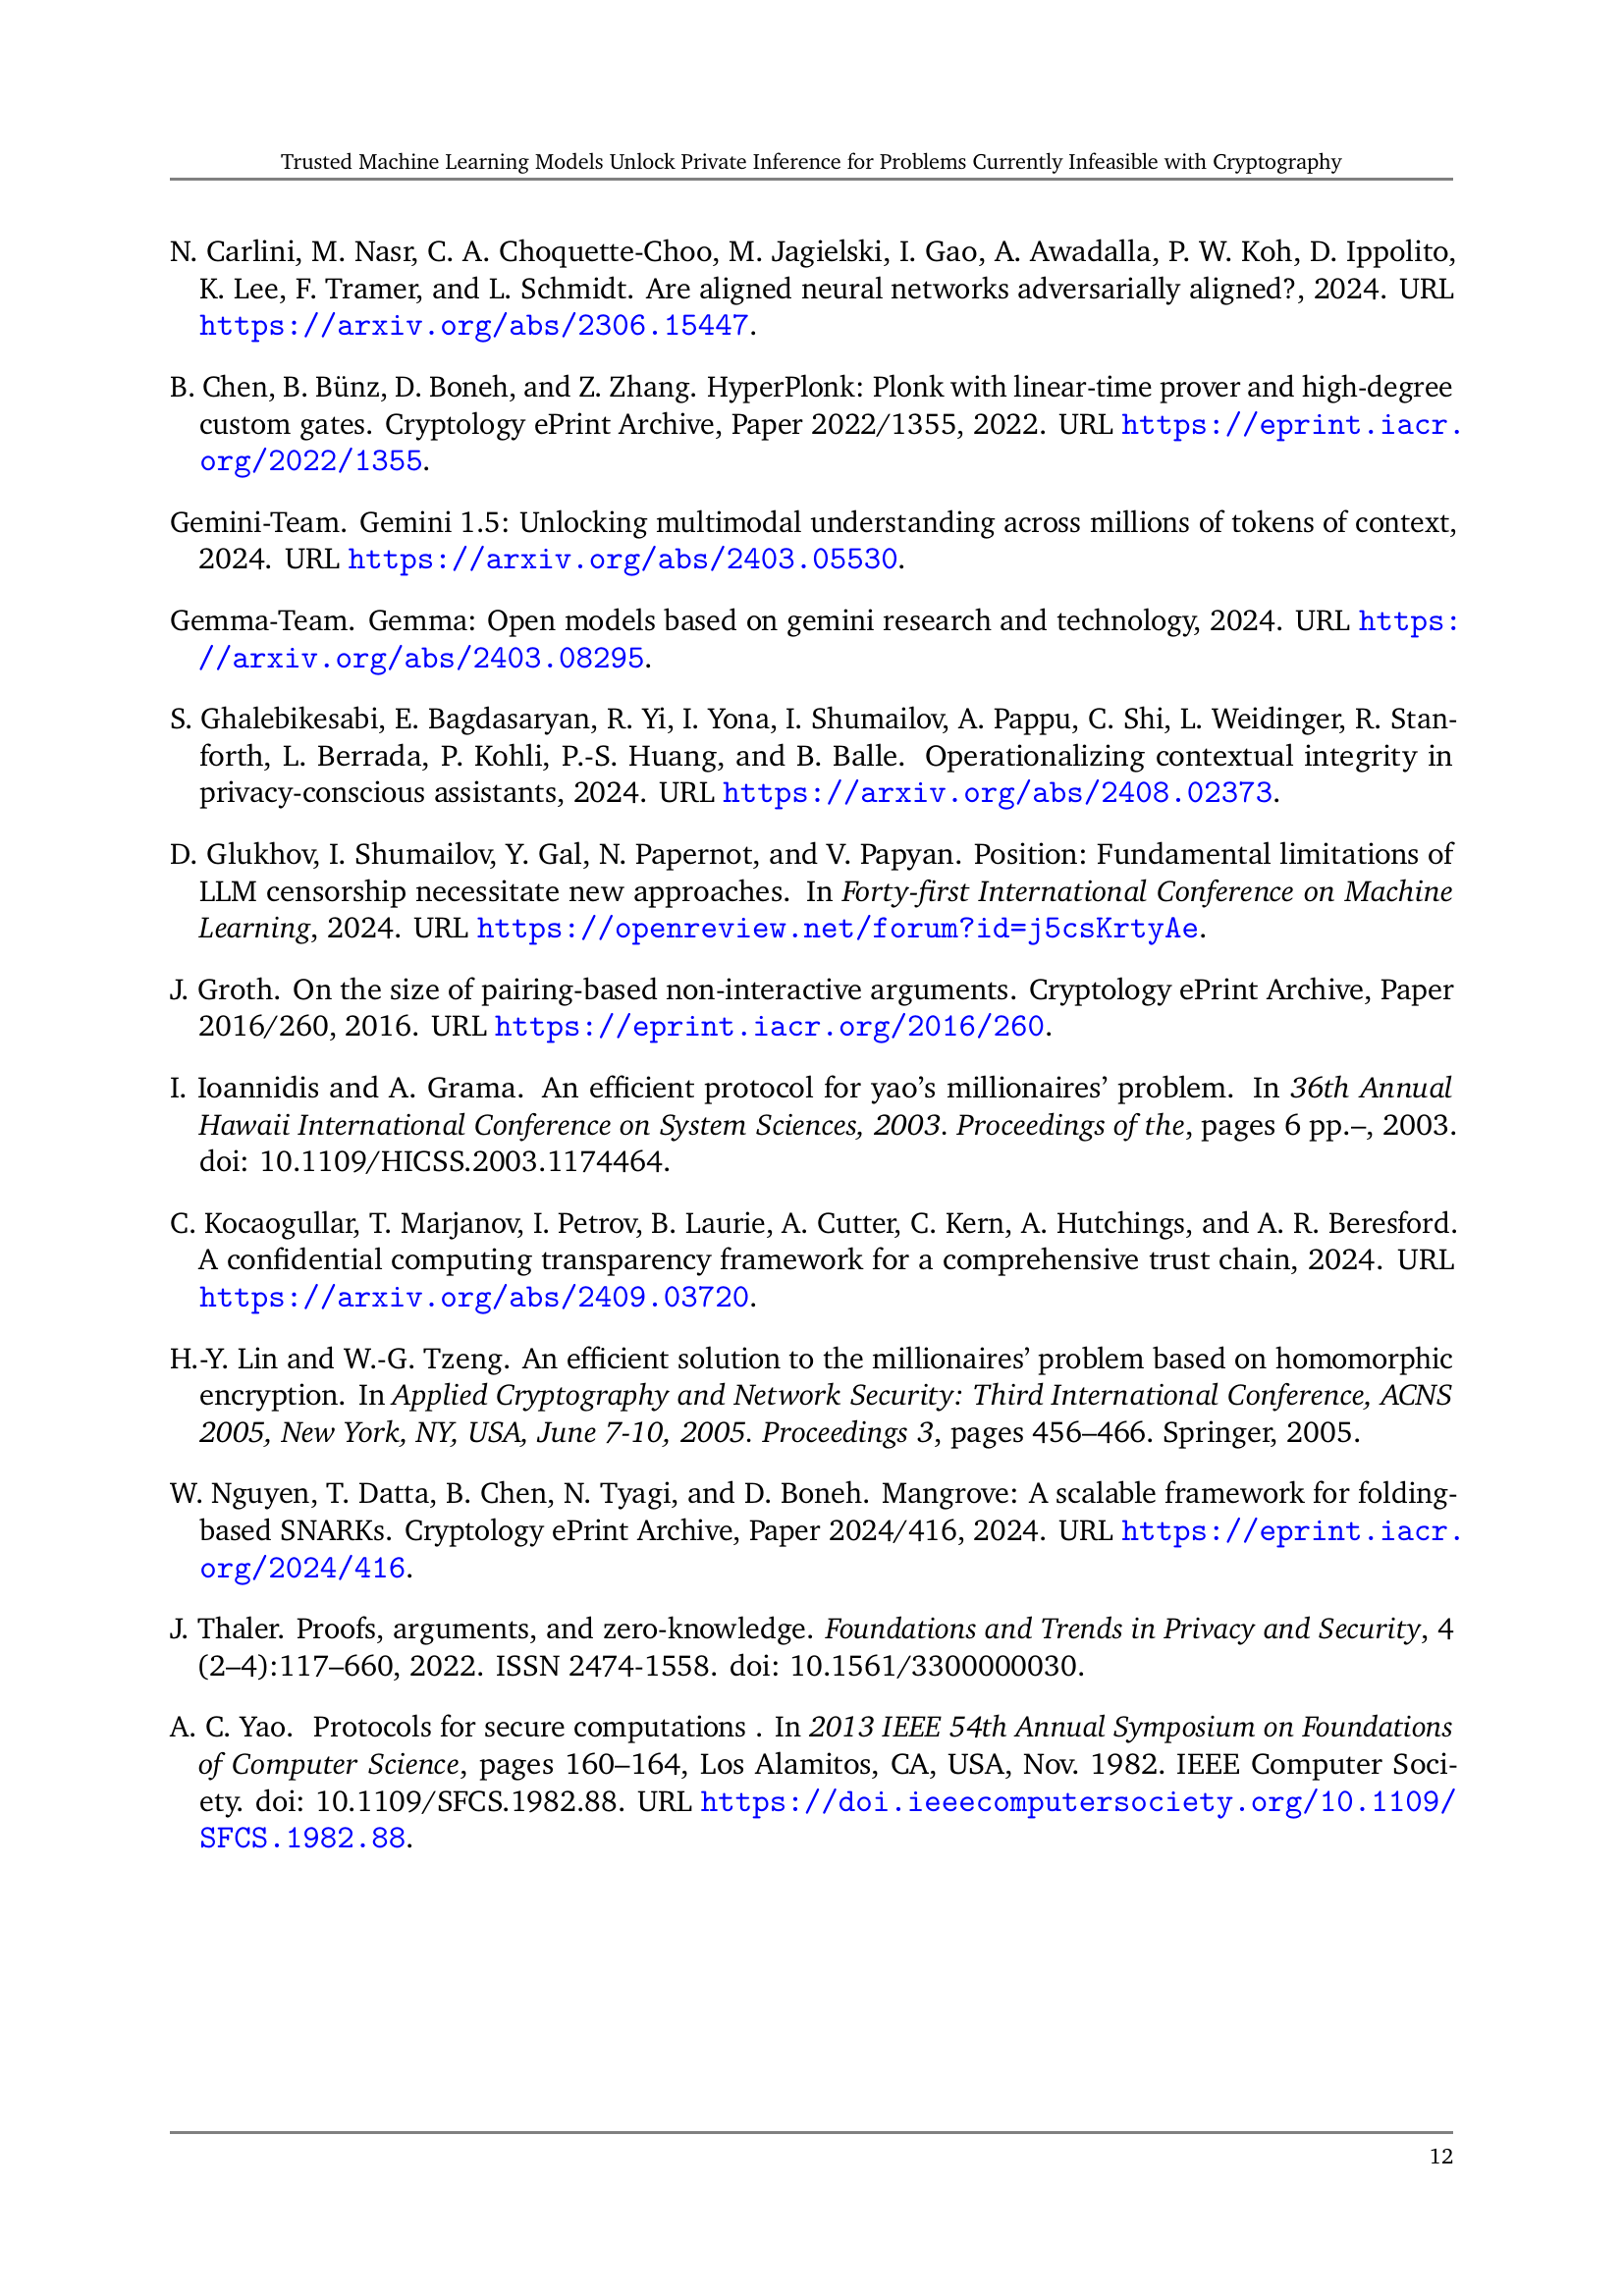 Trusted Machine Learning Models Unlock Private Inference for Problems Currently Infeasible with Cryptography
N. Carlini, M. Nasr, C. A. Choquette-Choo, M. Jagielski, I. Gao, A. Awadalla, P. W. Koh, D. Ippolito,
K. Lee, F. Tramer, and L. Schmidt. Are aligned neural networks adversarially aligned?, 2024. URL
https://arxiv.org/abs/2306.15447.
B. Chen, B. Bünz, D. Boneh, and Z. Zhang. HyperPlonk: Plonk with linear-time prover and high-degree
custom gates. Cryptology ePrint Archive, Paper 2022/1355, 2022. URL https://eprint.iacr.
org/2022/1355.
Gemini-Team. Gemini 1.5: Unlocking multimodal understanding across millions of tokens of context,
2024. URL https://arxiv.org/abs/2403.05530.
Gemma-Team. Gemma: Open models based on gemini research and technology, 2024. URL https:
//arxiv.org/abs/2403.08295.
S. Ghalebikesabi, E. Bagdasaryan, R. Yi, I. Yona, I. Shumailov, A. Pappu, C. Shi, L. Weidinger, R. Stan-
forth, L. Berrada, P. Kohli, P.-S. Huang, and B. Balle. Operationalizing contextual integrity in
privacy-conscious assistants, 2024. URL https://arxiv.org/abs/2408.02373.
D. Glukhov, I. Shumailov, Y. Gal, N. Papernot, and V. Papyan. Position: Fundamental limitations of
LLM censorship necessitate new approaches. In Forty-first International Conference on Machine
Learning, 2024. URL https://openreview.net/forum?id=j5csKrtyAe.
J. Groth. On the size of pairing-based non-interactive arguments. Cryptology ePrint Archive, Paper
2016/260, 2016. URL https://eprint.iacr.org/2016/260.
I. Ioannidis and A. Grama. An efficient protocol for yao's millionaires' problem. In 36th Annual
Hawaii International Conference on System Sciences, 2003. Proceedings of the, pages 6 pp.–, 2003.
doi: 10.1109/HICSS.2003.1174464.
C. Kocaogullar, T. Marjanov, I. Petrov, B. Laurie, A. Cutter, C. Kern, A. Hutchings, and A. R. Beresford.
A confidential computing transparency framework for a comprehensive trust chain, 2024. URL
https://arxiv.org/abs/2409.03720.
H.-Y. Lin and W.-G. Tzeng. An efficient solution to the millionaires' problem based on homomorphic
encryption. In Applied Cryptography and Network Security: Third International Conference, ACNS
2005, New York, NY, USA, June 7-10, 2005. Proceedings 3, pages 456–466. Springer, 2005.
W. Nguyen, T. Datta, B. Chen, N. Tyagi, and D. Boneh. Mangrove: A scalable framework for folding-
based SNARKs. Cryptology ePrint Archive, Paper 2024/416, 2024. URL https://eprint.iacr.
org/2024/416.
J. Thaler. Proofs, arguments, and zero-knowledge. Foundations and Trends in Privacy and Security, 4
(2–4):117–660, 2022. ISSN 2474-1558. doi: 10.1561/3300000030.
A. C. Yao. Protocols for secure computations . In 2013 IEEE 54th Annual Symposium on Foundations
of Computer Science, pages 160–164, Los Alamitos, CA, USA, Nov. 1982. IEEE Computer Soci-
ety. doi: 10.1109/SFCS.1982.88. URL https://doi.ieeecomputersociety.org/10.1109/
SFCS.1982.88.
12